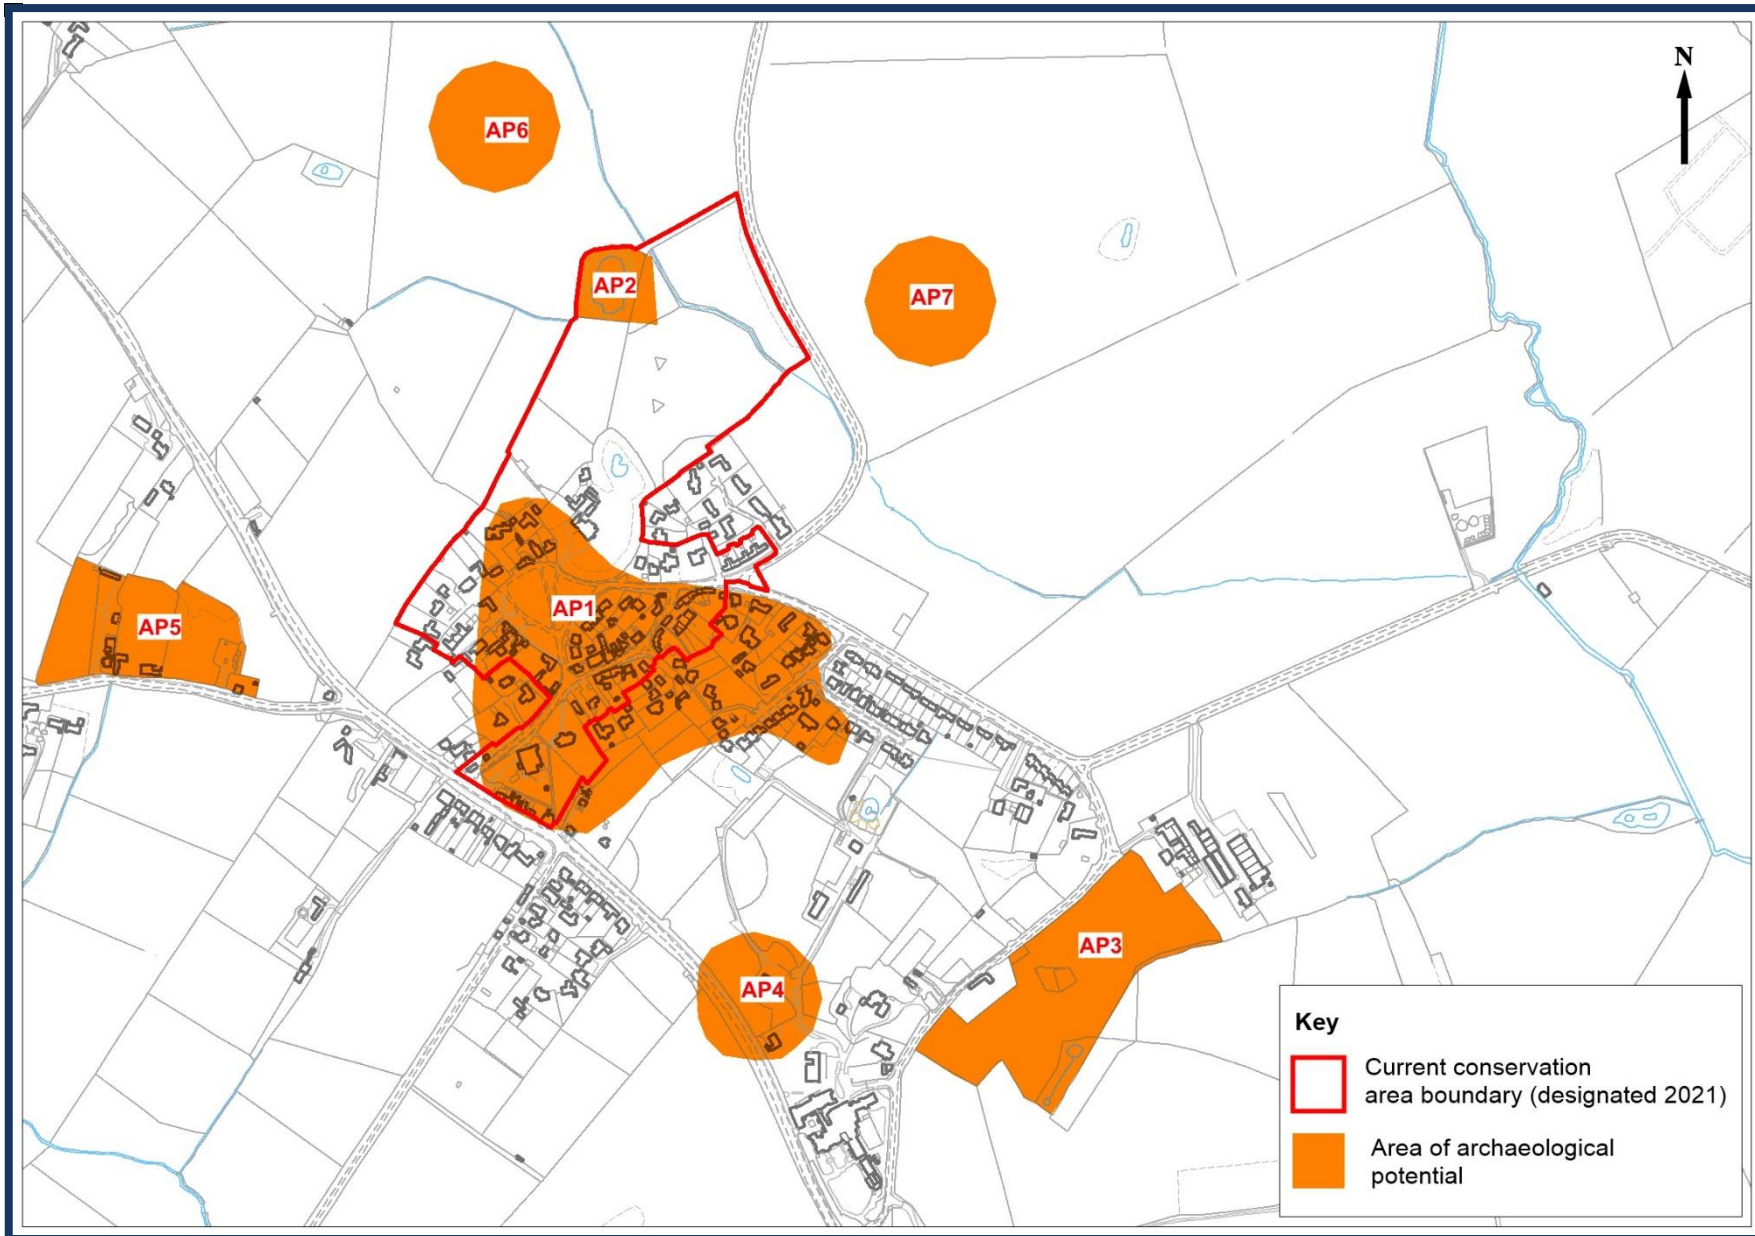 N
AP6
AP2
AP7
AP1
AP5
AP3
AP4
Key
Current conservation
area boundary (designated 2021)
Area of archaeological
potential